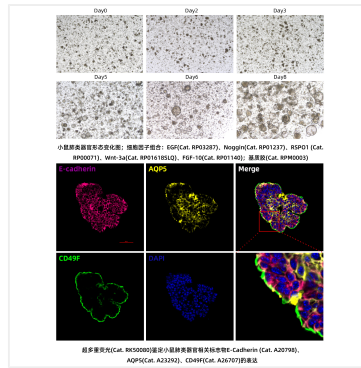 Day0 Day2 Day3
Day5 Day6 Day8
小鼠肺类器官形态变化图；细胞因子组合：EGF(Cat. RP03287)、Noggin(Cat. RP01237)、RSPO1 (Cat.
RP00071)、Wnt-3a(Cat. RP01618SLQ)、FGF-10(Cat. RP01140)；基质胶(Cat. RPM0003)
E-cadherin AQP5 Merge
CD49F DAPI
超多重荧光(Cat. RK50080)鉴定小鼠肺类器官相关标志物E-Cadherin (Cat. A20798)、
AQP5(Cat. A23292)、CD49F(Cat. A26707)的表达